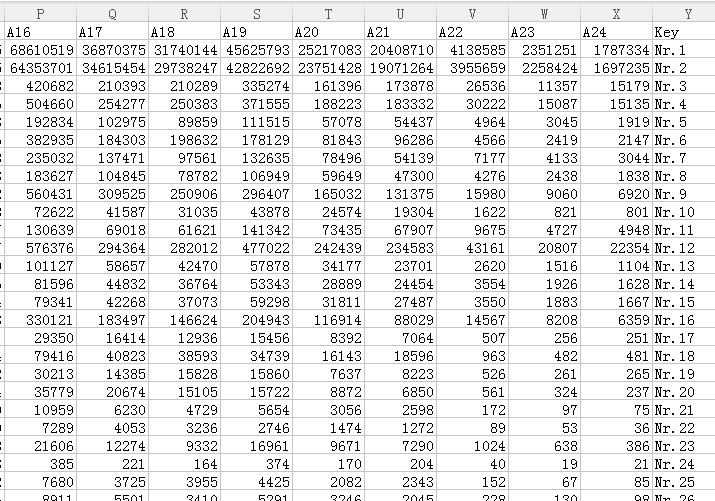 P Q R S T U V W X Y
A16 A17 A18 A19 A20 A21 A22 A23 A24 Key
68610519 36870375 31740144 45625793 25217083 20408710 4138585 2351251 1787334 Nr.1
64353701 34615454 29738247 42822692 23751428 19071264 3955659 2258424 1697235 Nr.2
420682 210393 210289 335274 161396 173878 26536 11357 15179 Nr.3
504660 254277 250383 371555 188223 183332 30222 15087 15135 Nr.4
192834 102975 89859 111515 57078 54437 4964 3045 1919 Nr.5
382935 184303 198632 178129 81843 96286 4566 2419 2147 Nr.6
235032 137471 97561 132635 78496 54139 7177 4133 3044 Nr.7
183627 104845 78782 106949 59649 47300 4276 2438 1838 Nr.8
560431 309525 250906 296407 165032 131375 15980 9060 6920 Nr.9
72622 41587 31035 43878 24574 19304 1622 821 801 Nr.10
130639 69018 61621 141342 73435 67907 9675 4727 4948 Nr.11
576376 294364 282012 477022 242439 234583 43161 20807 22354 Nr.12
101127 58657 42470 57878 34177 23701 2620 1516 1104 Nr.13
81596 44832 36764 53343 28889 24454 3554 1926 1628 Nr.14
79341 42268 37073 59298 31811 27487 3550 1883 1667 Nr.15
330121 183497 146624 204943 116914 88029 14567 8208 6359 Nr.16
29350 16414 12936 15456 8392 7064 507 256 251 Nr.17
79416 40823 38593 34739 16143 18596 963 482 481 Nr.18
30213 14385 15828 15860 7637 8223 526 261 265 Nr.19
35779 20674 15105 15722 8872 6850 561 324 237 Nr.20
10959 6230 4729 5654 3056 2598 172 97 75 Nr.21
7289 4053 3236 2746 1474 1272 89 53 36 Nr.22
21606 12274 9332 16961 9671 7290 1024 638 386 Nr.23
385 221 164 374 170 204 40 19 21 Nr.24
7680 3725 3955 4425 2082 2343 152 67 85 Nr.25
8911 5501 3410 5291 3246 2045 228 130 98 Nr.26